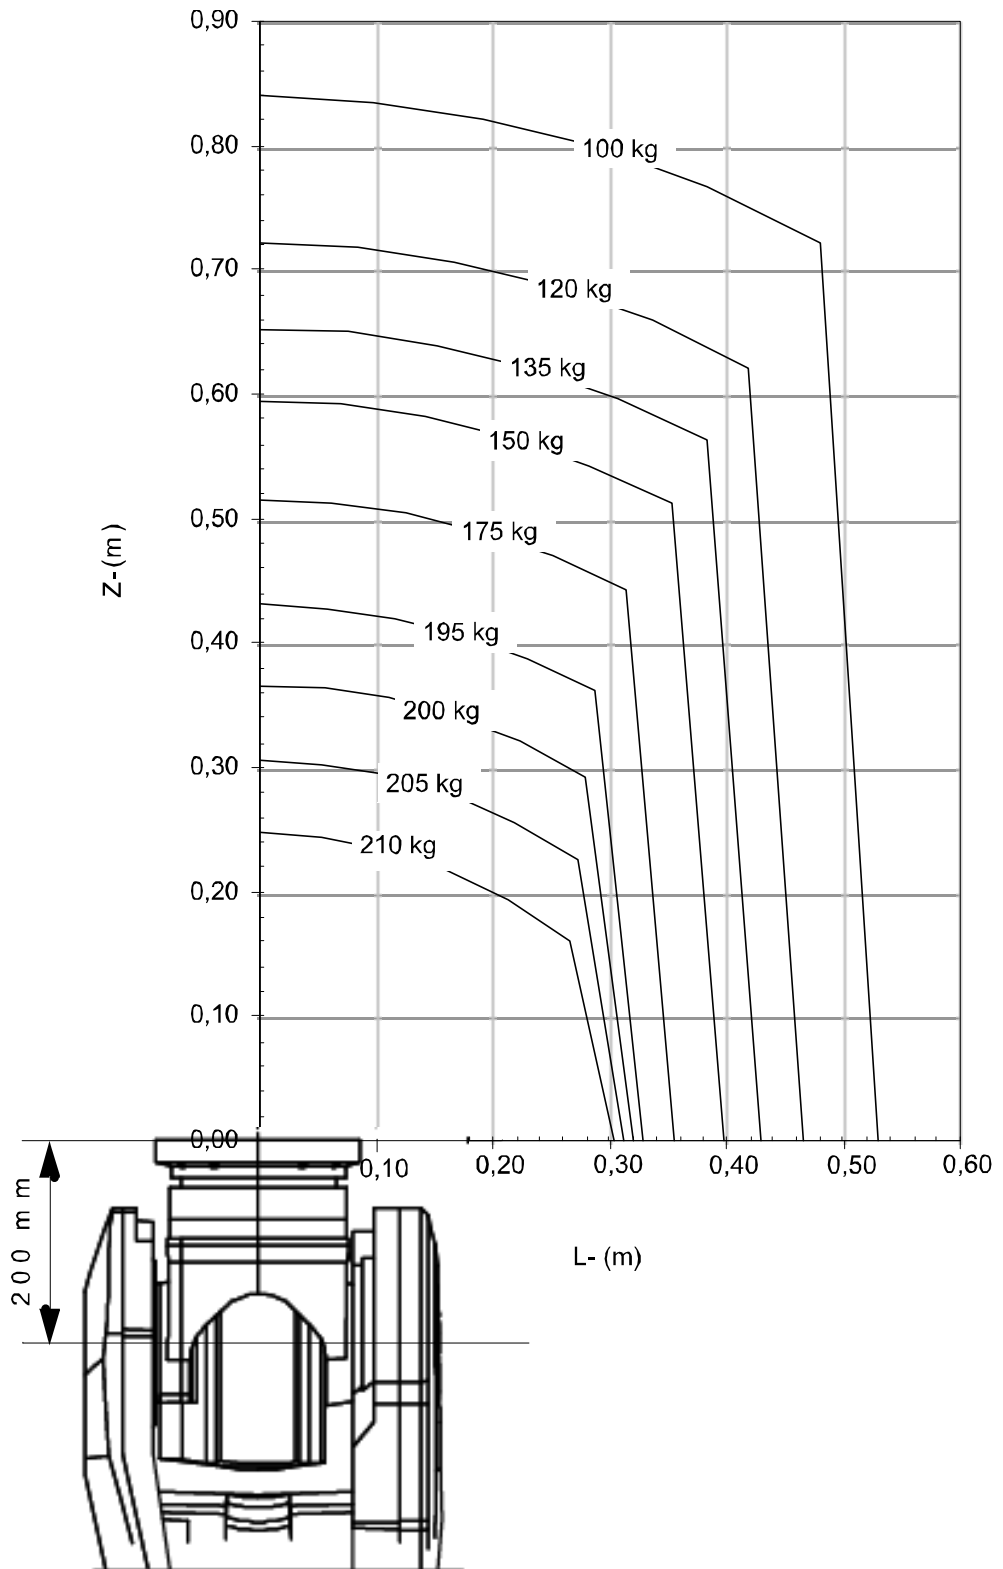 0,90
0,80
100 kg
0,70
120 kg
135 kg
0,60
150 kg
0,50
175 kg
Z- (m )
0,40
195 kg
200 kg
0,30
205 kg
210 kg
0,20
0,10
0,00
0,10 0,20 0,30 0,40 0,50 0,60
200 mm
L- (m)